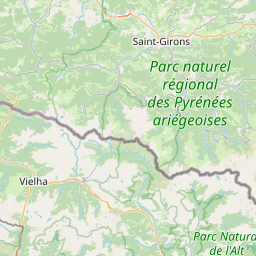 Saint-Girons
Parc naturel
régional
des Pyrénées
ariégeoises
Vielha
Parc Natura
de l'Alt